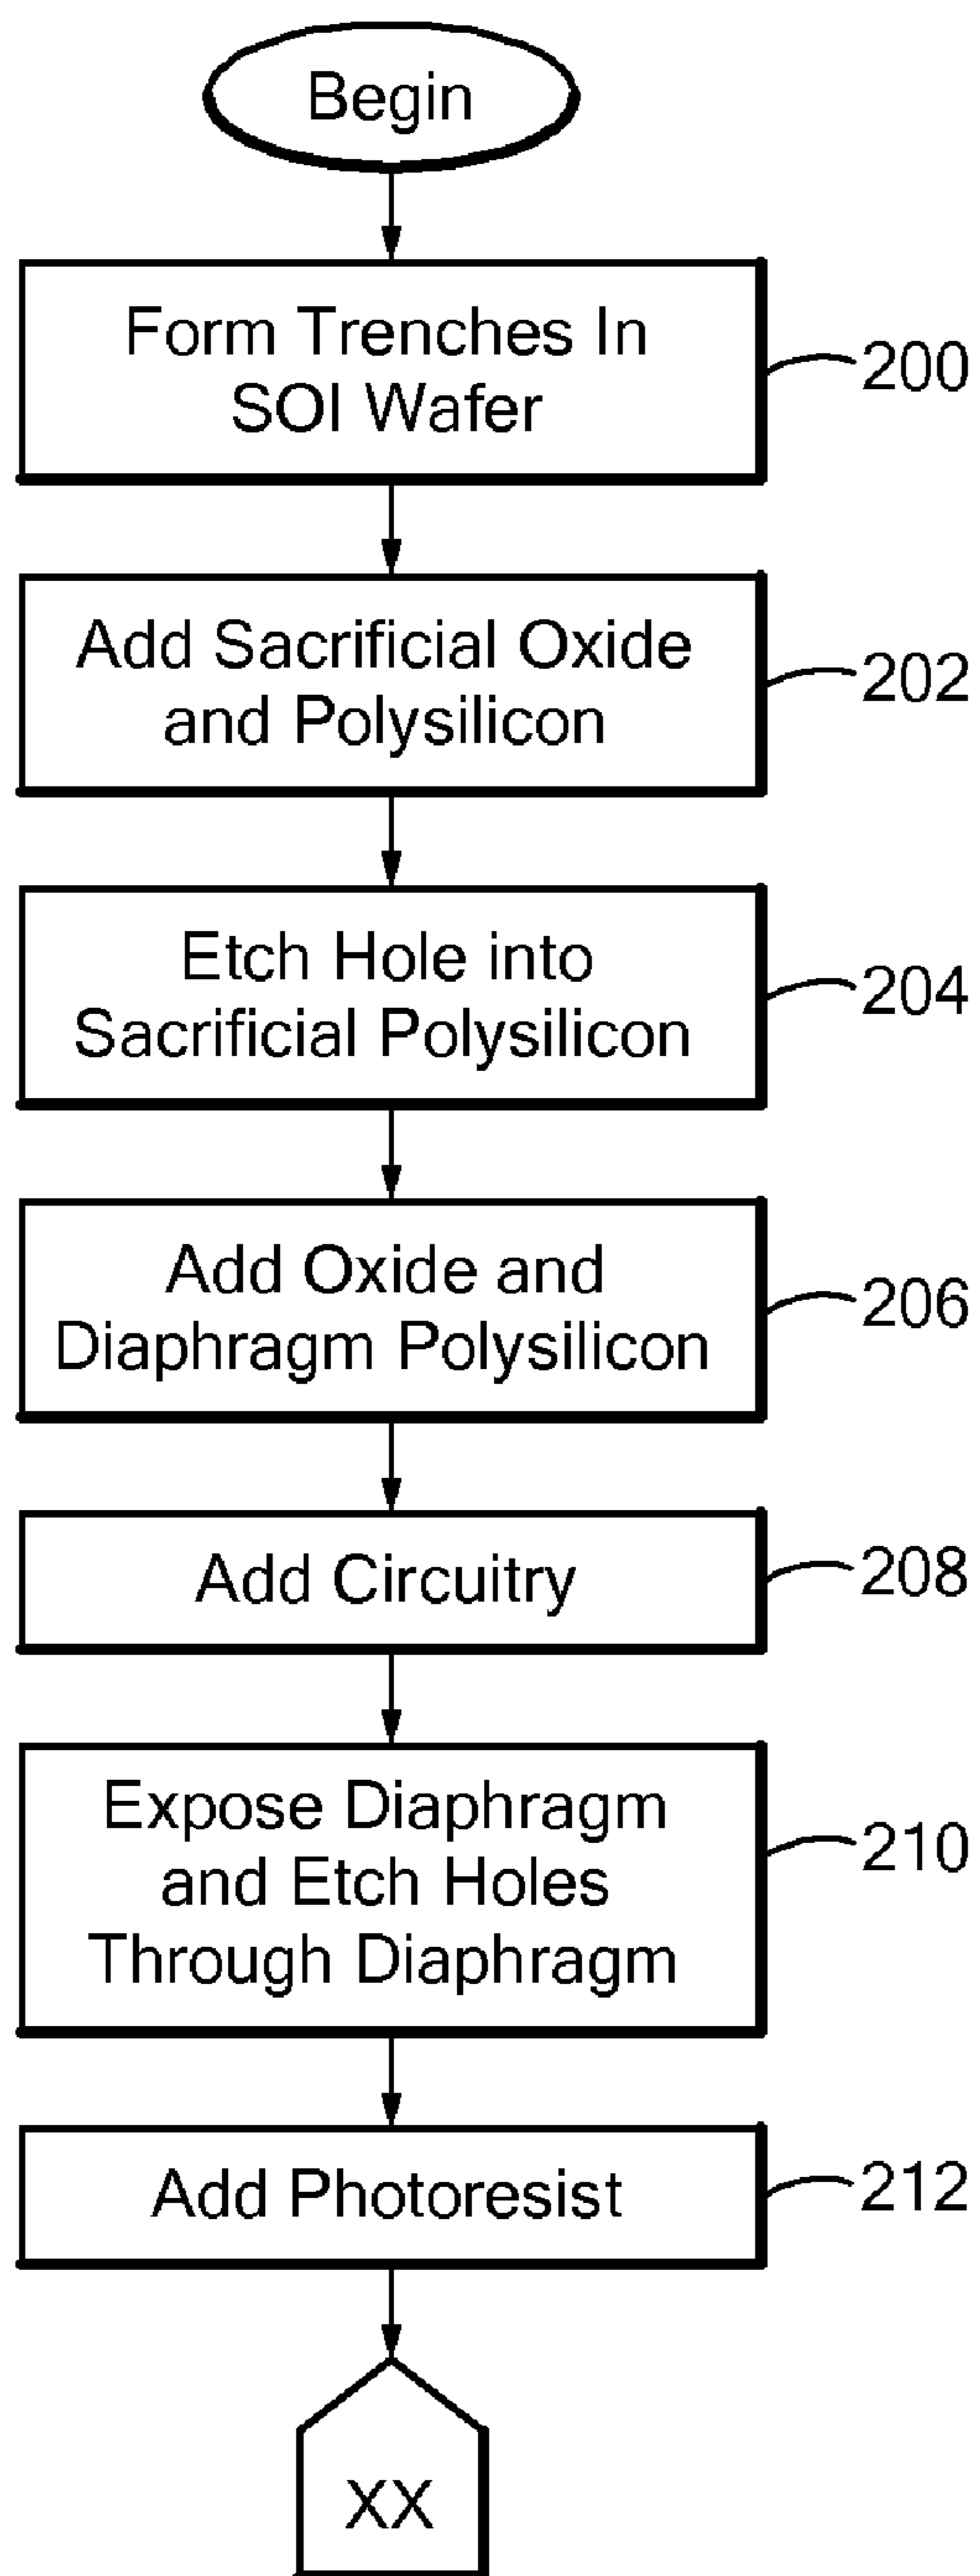 Begin
Form Trenches In
SOI Wafer
200
Add Sacrificial Oxide
and Polysilicon
202
Etch Hole into
Sacrificial Polysilicon
204
Add Oxide and
Diaphragm Polysilicon
206
Add Circuitry
208
Expose Diaphragm
and Etch Holes
Through Diaphragm
210
Add Photoresist
212
XX